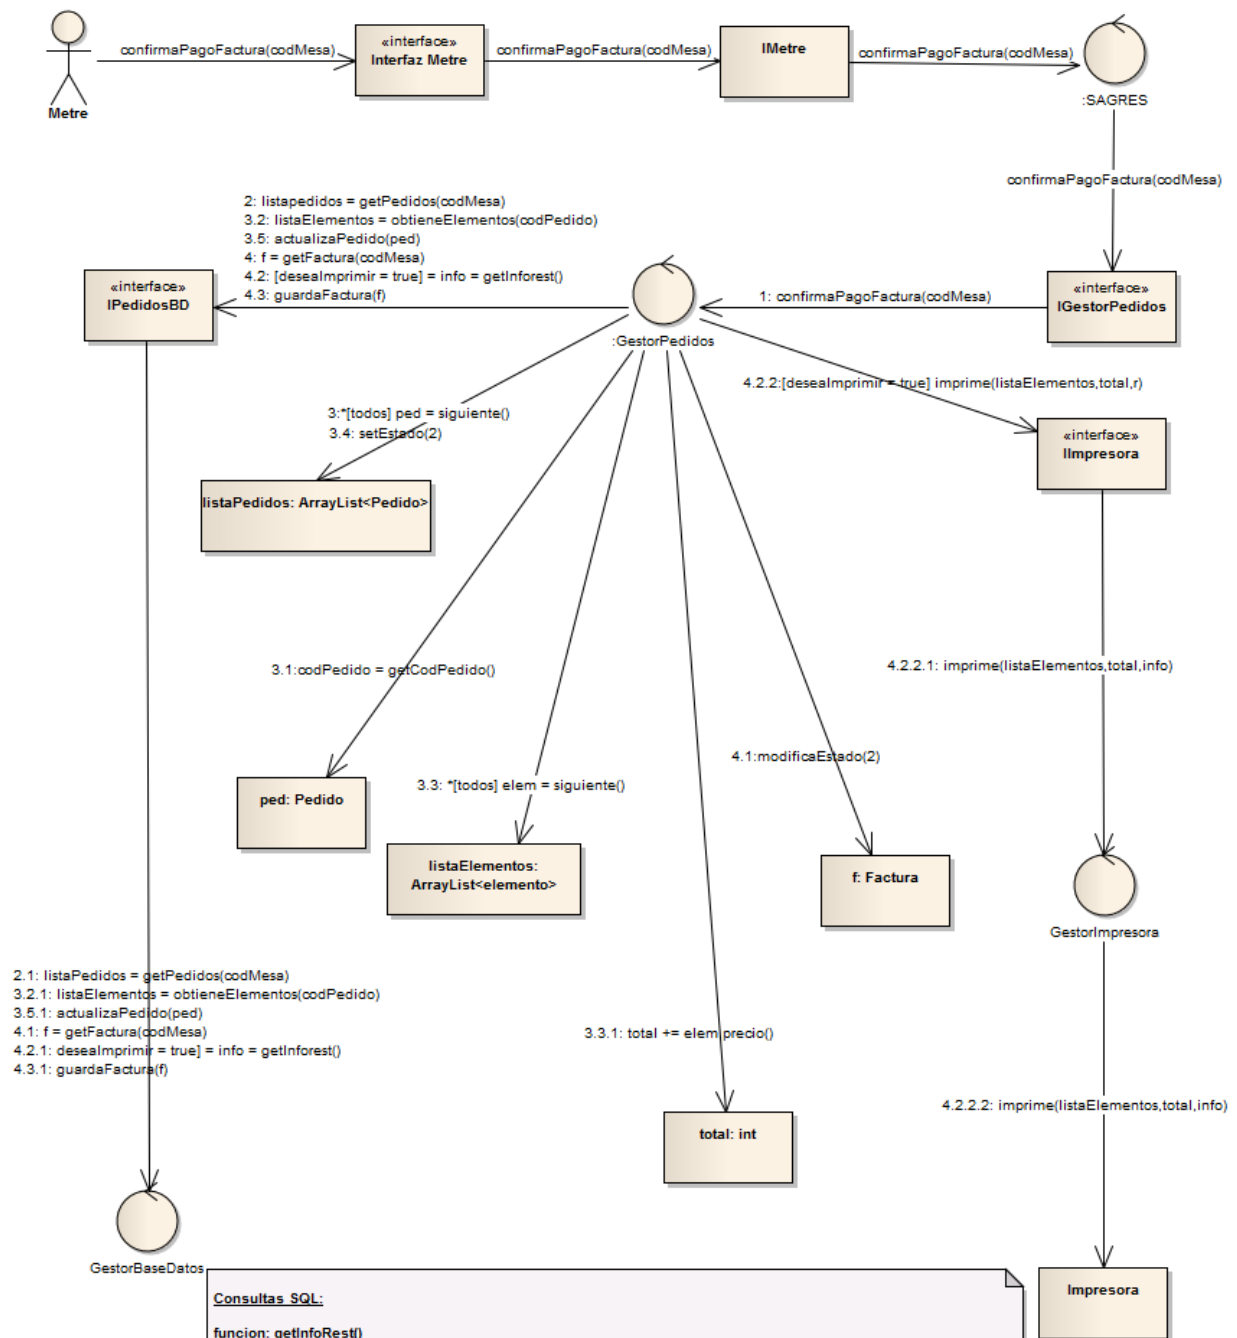 confirmaPagoFactura(codMesa)
«interface»
Interfaz Metre
confirmaPagoFactura(codMesa)
IMetre
confirmaPagoFactura(codMesa)
:SAGRES
Metre
confirmaPagoFactura(codMesa)
2: listapedidos = getPedidos(codMesa)
3.2: listaElementos = obtieneElementos(codPedido)
3.5: actualizaPedido(ped)
4: f = getFactura(codMesa)
4.2: [deseaImprimir = true] = info = getInforest()
4.3: guardaFactura(f)
«interface»
IPedidosBD
1: confirmaPagoFactura(codMesa)
«interface»
IGestorPedidos
:GestorPedidos
4.2.2:[deseaImprimir = true] imprime(listaElementos,total,r)
3:*[todos] ped = siguiente()
3.4: setEstado(2)
«interface»
IImpresora
listaPedidos: ArrayList<Pedido>
3.1:codPedido = getCodPedido()
4.2.2.1: imprime(listaElementos,total,info)
4.1:modificaEstado(2)
3.3: *[todos] elem = siguiente()
ped: Pedido
listaElementos:
ArrayList<elemento>
f: Factura
GestorImpresora
2.1: listaPedidos = getPedidos(codMesa)
3.2.1: listaElementos = obtieneElementos(codPedido)
3.5.1: actualizaPedido(ped)
4.1: f = getFactura(codMesa)
4.2.1: deseaImprimir = true] = info = getInforest()
4.3.1: guardaFactura(f)
3.3.1: total += elem.precio()
4.2.2.2: imprime(listaElementos,total,info)
total: int
GestorBaseDatos
Impresora
Consultas SQL:
funcion: getInfoRest()